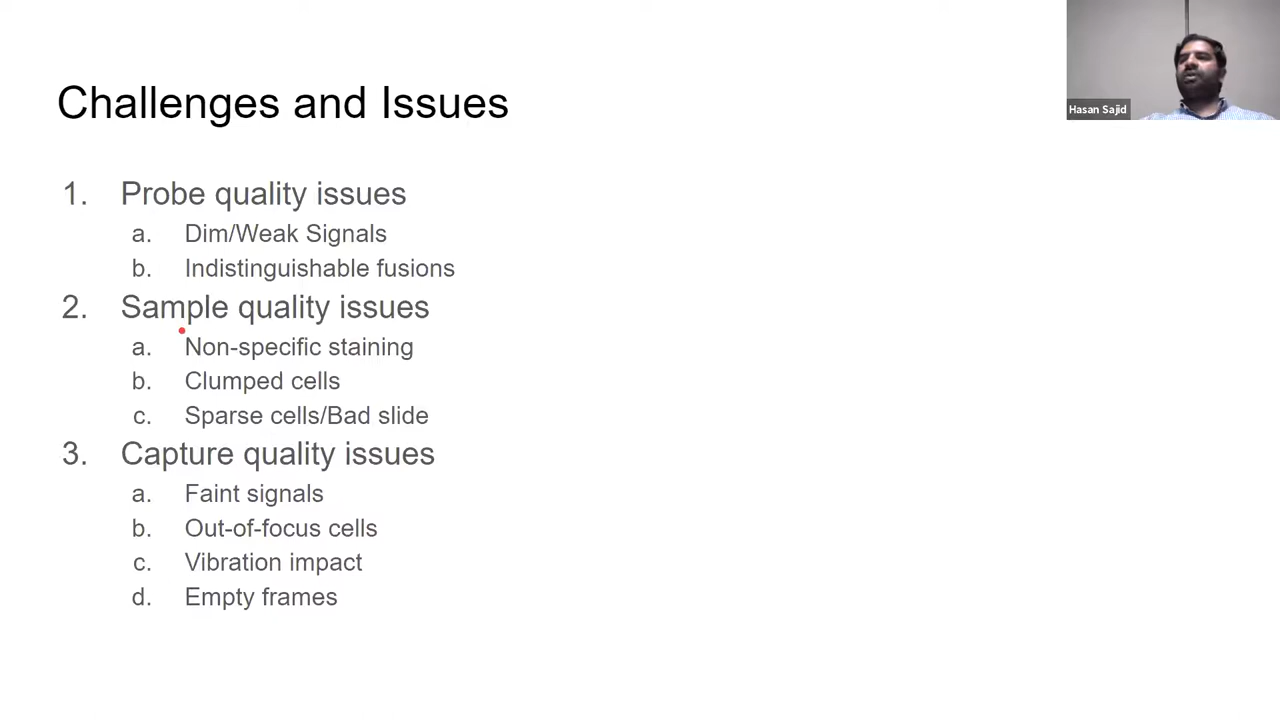 Challenges and Issues
Hasan Sajid
1. Probe quality issues
a. Dim/Weak Signals
b. Indistinguishable fusions
2. Sample quality issues
a. Non-specific staining
b. Clumped cells
c. Sparse cells/Bad slide
3. Capture quality issues
a. Faint signals
b. Out-of-focus cells
c. Vibration impact
d. Empty frames